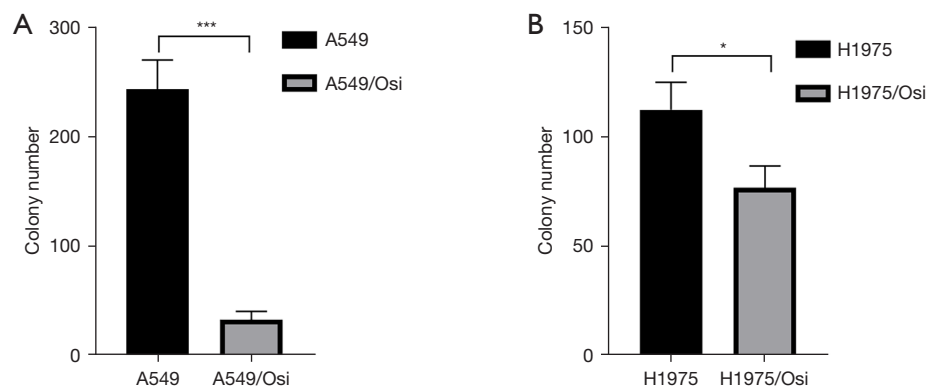 A
Colony number
300
200
100
0
***
A549
A549/Osi
A549
A549/Osi
B
Colony number
150
100
50
0
*
H1975
H1975/Osi
H1975
H1975/Osi